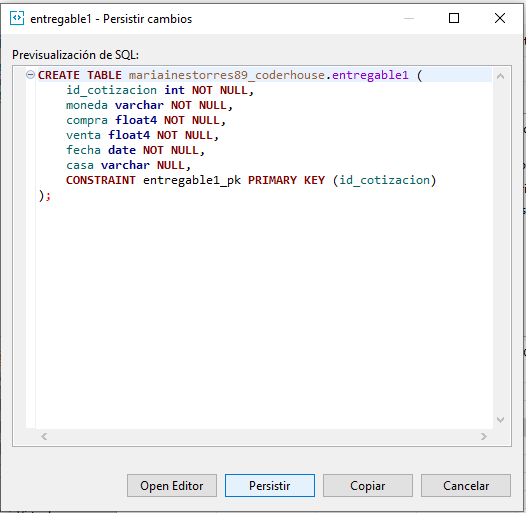 entregable1 - Persistir cambios
Previsualización de SQL:
CREATE TABLE mariainestorres89_coderhouse.entregable1 (
id_cotizacion int NOT NULL,
moneda varchar NOT NULL,
compra float4 NOT NULL,
venta float4 NOT NULL,
fecha date NOT NULL,
casa varchar NULL,
CONSTRAINT entregable1_pk PRIMARY KEY (id_cotizacion)
);
Open Editor
Persistir
Copiar
Cancelar